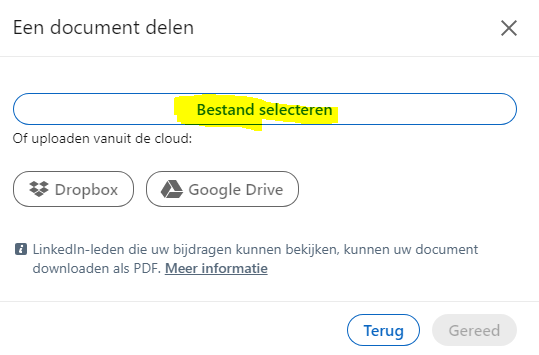 Een document delen
Bestand selecteren
Of uploaden vanuit de cloud:
Dropbox
Google Drive
LinkedIn-leden die uw bijdragen kunnen bekijken, kunnen uw document
downloaden als PDF. Meer informatie
Terug
Gereed